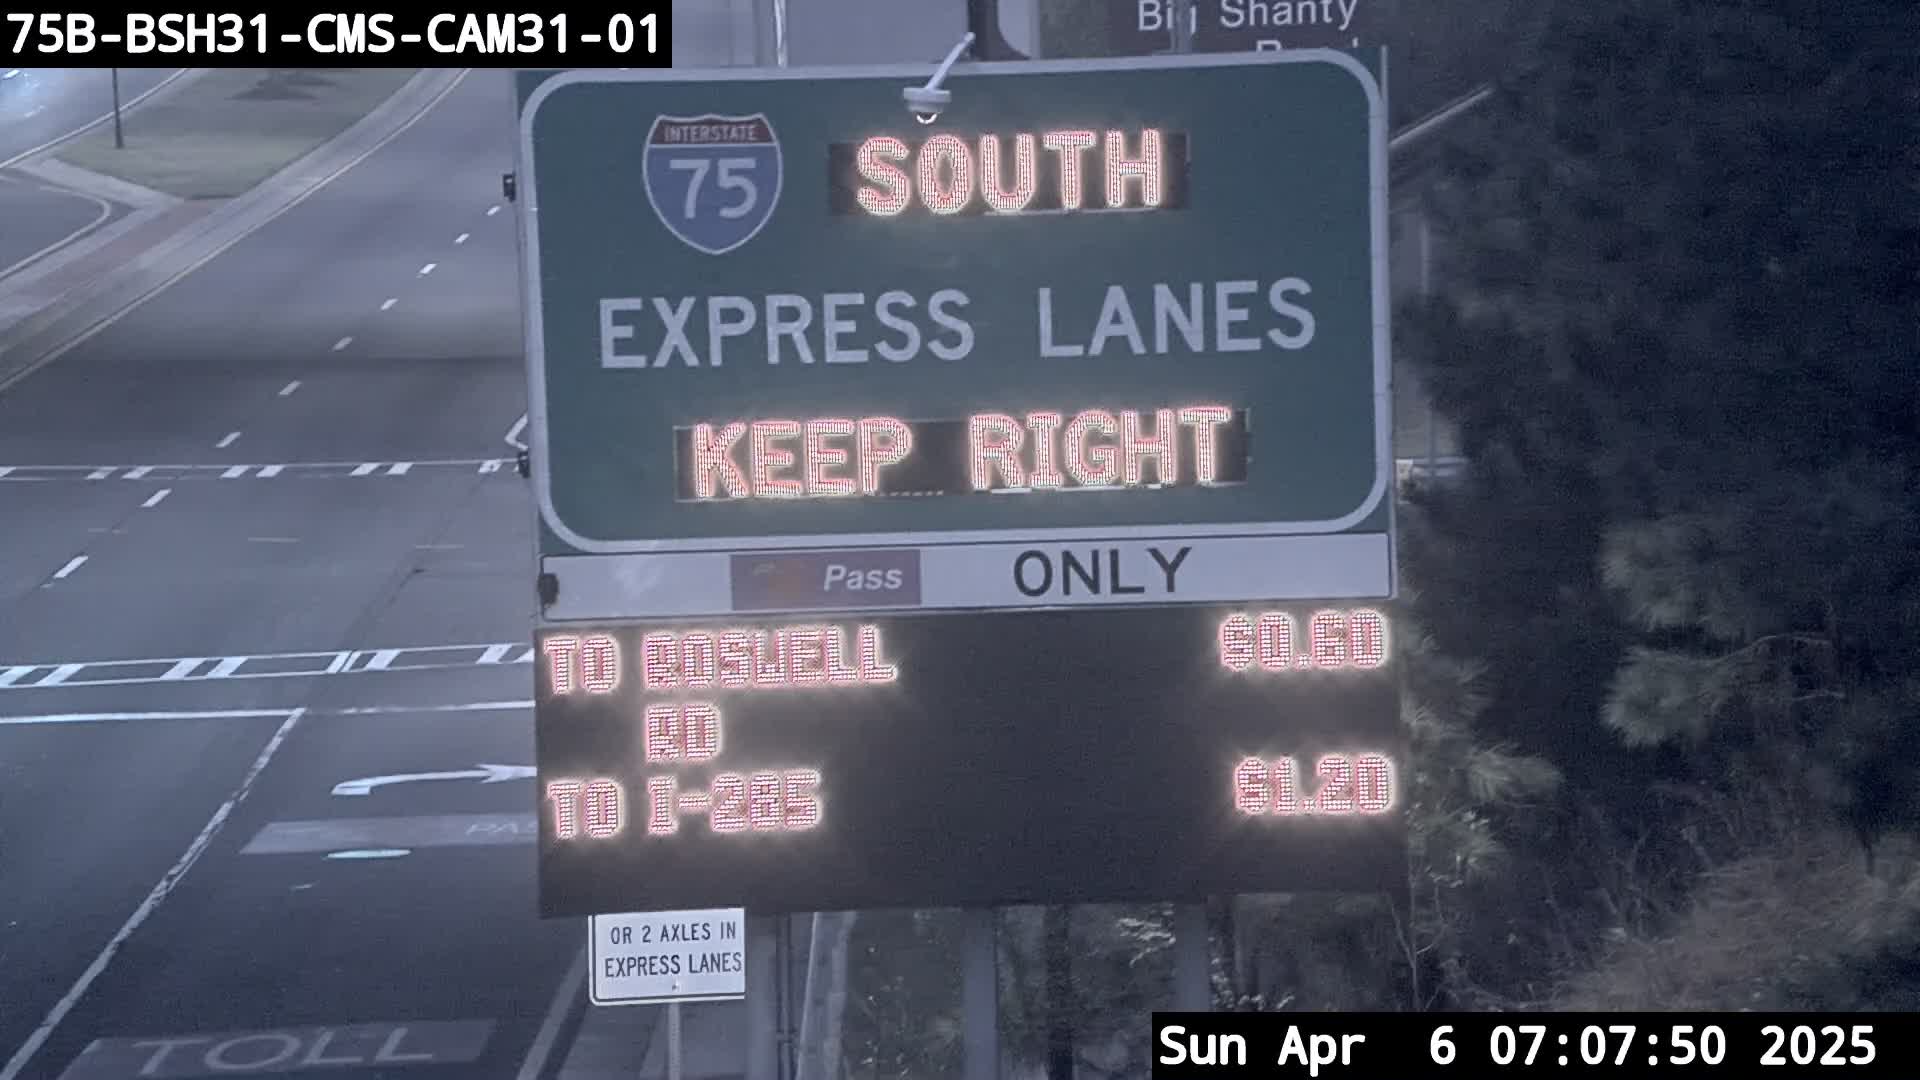 75B-BSH31-CMS-CAM31-01
Big Shanty
INTERSTATE
75
SOUTH
EXPRESS LANES
KEEP RIGHT
Pass ONLY
TO ROSWELL $0.60
RD
TO I-285 $1.20
OR 2 AXLES IN
EXPRESS LANES
TOLL
Sun Apr 6 07:07:50 2025